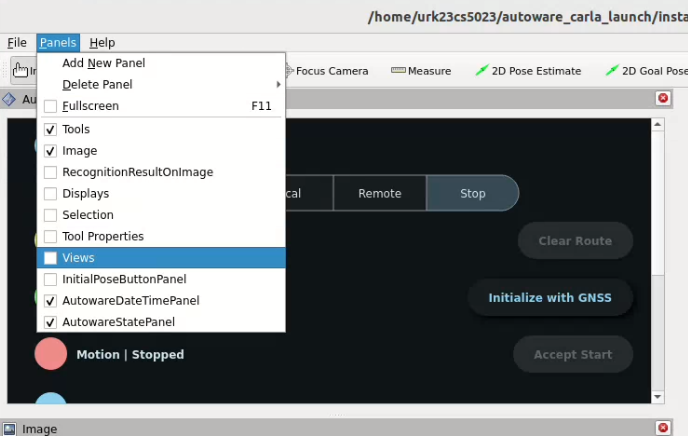 /home/urk23cs5023/autoware_carla_launch/insta
File Panels Help
Add New Panel
Focus Camera Measure 2D Pose Estimate 2D Goal Pose
Delete Panel
Fullscreen F11
Tools
Image
RecognitionResultOnImage
Displays
Remote Stop
Selection
Tool Properties
Clear Route
Views
InitialPoseButtonPanel
Initialize with GNSS
AutowareDateTimePanel
AutowareStatePanel
Motion | Stopped Accept Start
Image